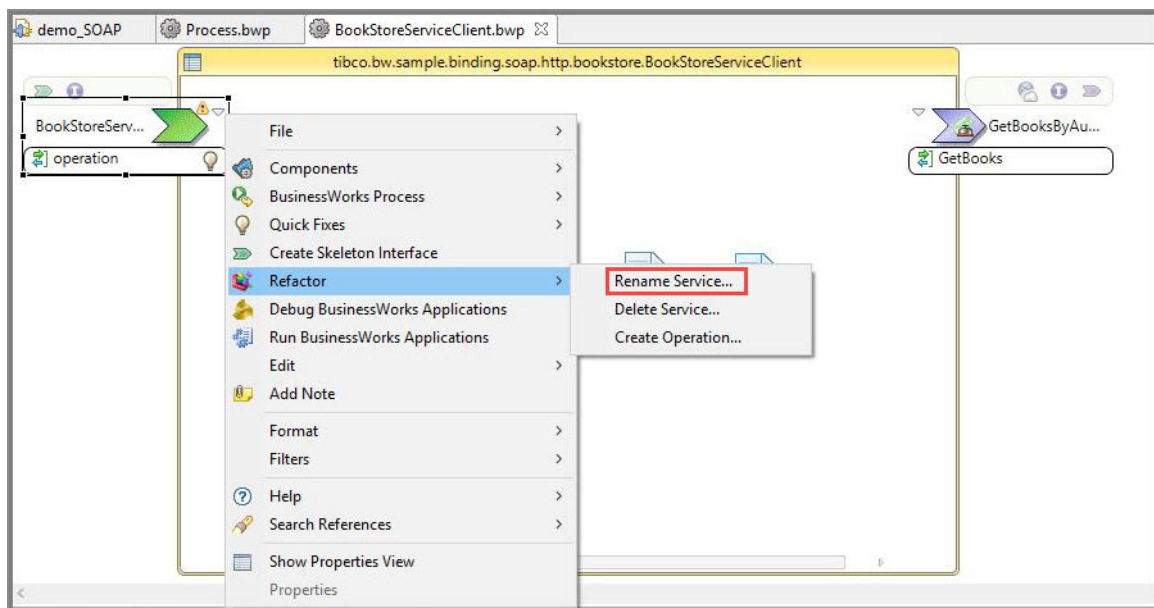 demo_SOAP
Process.bwp
BookStoreServiceClient.bwp
tibco.bw.sample.binding.soap.http.bookstore.BookStoreServiceClient
BookStoreServ...
operation
GetBooksByAu...
GetBooks
File
Components
BusinessWorks Process
Quick Fixes
Create Skeleton Interface
Refactor
Debug BusinessWorks Applications
Run BusinessWorks Applications
Edit
Add Note
Format
Filters
Help
Search References
Show Properties View
Properties
Rename Service...
Delete Service...
Create Operation...